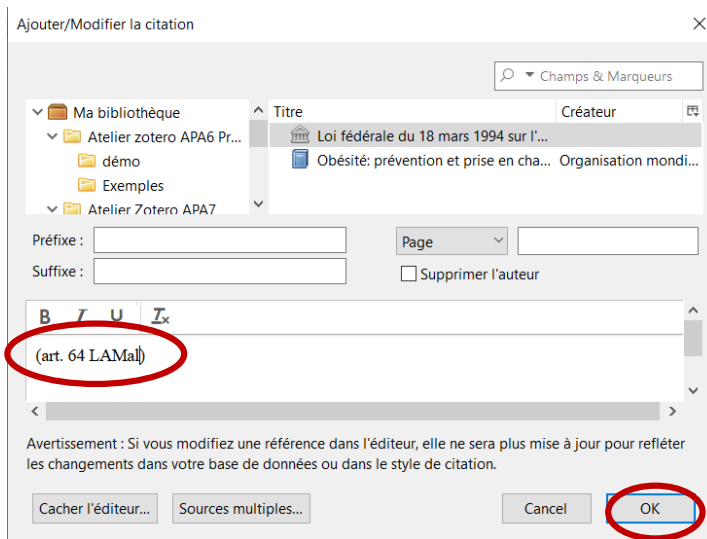 Ajouter/Modifier la citation
Champs & Marqueurs
Ma bibliothèque
Atelier zotero APA6 Pr...
démo
Exemples
Atelier Zotero APA7
Titre Créateur
Loi fédérale du 18 mars 1994 sur l'...
Obésité: prévention et prise en cha... Organisation mondi...
Préfixe : Page
Suffixe : Supprimer l'auteur
B I U Tx
(art. 64 LAMal)
Avertissement : Si vous modifiez une référence dans l'éditeur, elle ne sera plus mise à jour pour refléter
les changements dans votre base de données ou dans le style de citation.
Cacher l'éditeur... Sources multiples... Cancel OK